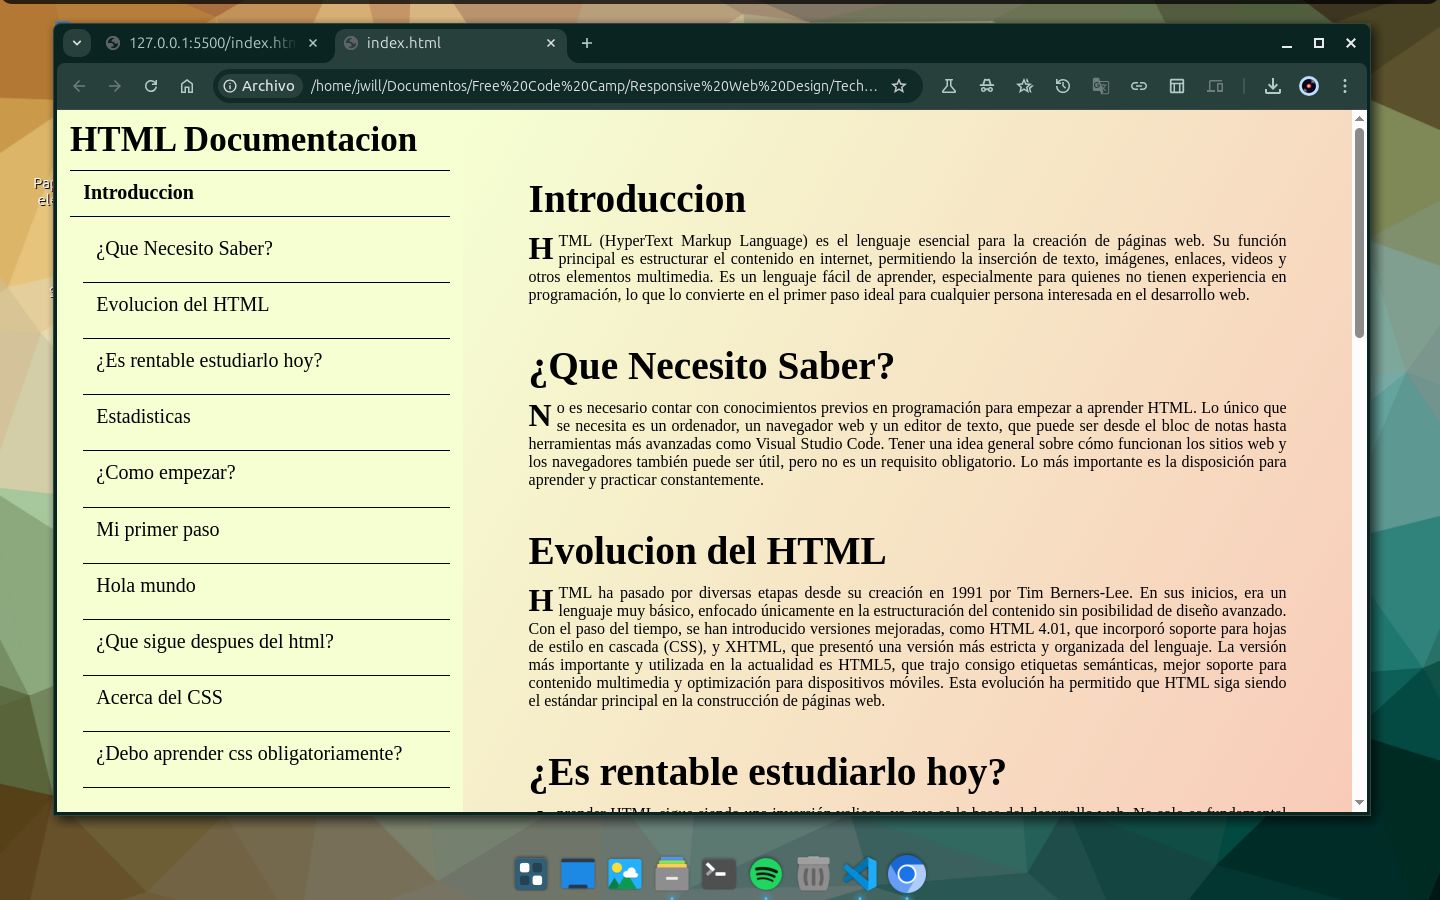 127.0.0.1:5500/index.htm
index.html
Archivo
/home/jwill/Documentos/Free%20Code%20Camp/Responsive%20Web%20Design/Tech…
HTML Documentacion
Introduccion
¿Que Necesito Saber?
Evolucion del HTML
¿Es rentable estudiarlo hoy?
Estadisticas
¿Como empezar?
Mi primer paso
Hola mundo
¿Que sigue despues del html?
Acerca del CSS
¿Debo aprender css obligatoriamente?
Introduccion
HTML (HyperText Markup Language) es el lenguaje esencial para la creación de páginas web. Su función
principal es estructurar el contenido en internet, permitiendo la inserción de texto, imágenes, enlaces, videos y
otros elementos multimedia. Es un lenguaje fácil de aprender, especialmente para quienes no tienen experiencia en
programación, lo que lo convierte en el primer paso ideal para cualquier persona interesada en el desarrollo web.
¿Que Necesito Saber?
No es necesario contar con conocimientos previos en programación para empezar a aprender HTML. Lo único que
se necesita es un ordenador, un navegador web y un editor de texto, que puede ser desde el bloc de notas hasta
herramientas más avanzadas como Visual Studio Code. Tener una idea general sobre cómo funcionan los sitios web y
los navegadores también puede ser útil, pero no es un requisito obligatorio. Lo más importante es la disposición para
aprender y practicar constantemente.
Evolucion del HTML
HTML ha pasado por diversas etapas desde su creación en 1991 por Tim Berners-Lee. En sus inicios, era un
lenguaje muy básico, enfocado únicamente en la estructuración del contenido sin posibilidad de diseño avanzado.
Con el paso del tiempo, se han introducido versiones mejoradas, como HTML 4.01, que incorporó soporte para hojas
de estilo en cascada (CSS), y XHTML, que presentó una versión más estricta y organizada del lenguaje. La versión
más importante y utilizada en la actualidad es HTML5, que trajo consigo etiquetas semánticas, mejor soporte para
contenido multimedia y optimización para dispositivos móviles. Esta evolución ha permitido que HTML siga siendo
el estándar principal en la construcción de páginas web.
¿Es rentable estudiarlo hoy?